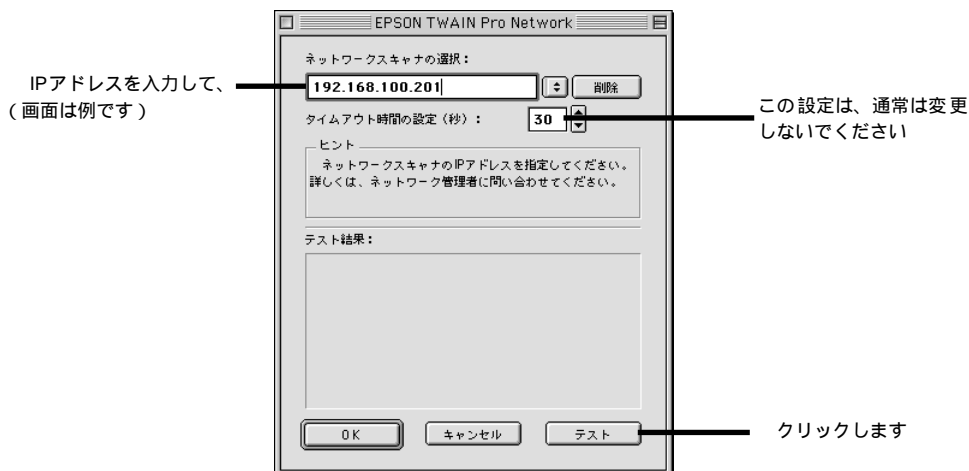 EPSON TWAIN Pro Network
ネットワークスキャナの選択：
IPアドレスを入力して、
（画面は例です）
192.168.100.201
削除
タイムアウト時間の設定（秒）：
30
この設定は、通常は変更
しないでください
ヒント
ネットワークスキャナのIPアドレスを指定してください。
詳しくは、ネットワーク管理者に問い合わせてください。
テスト結果：
OK
キャンセル
テスト
クリックします